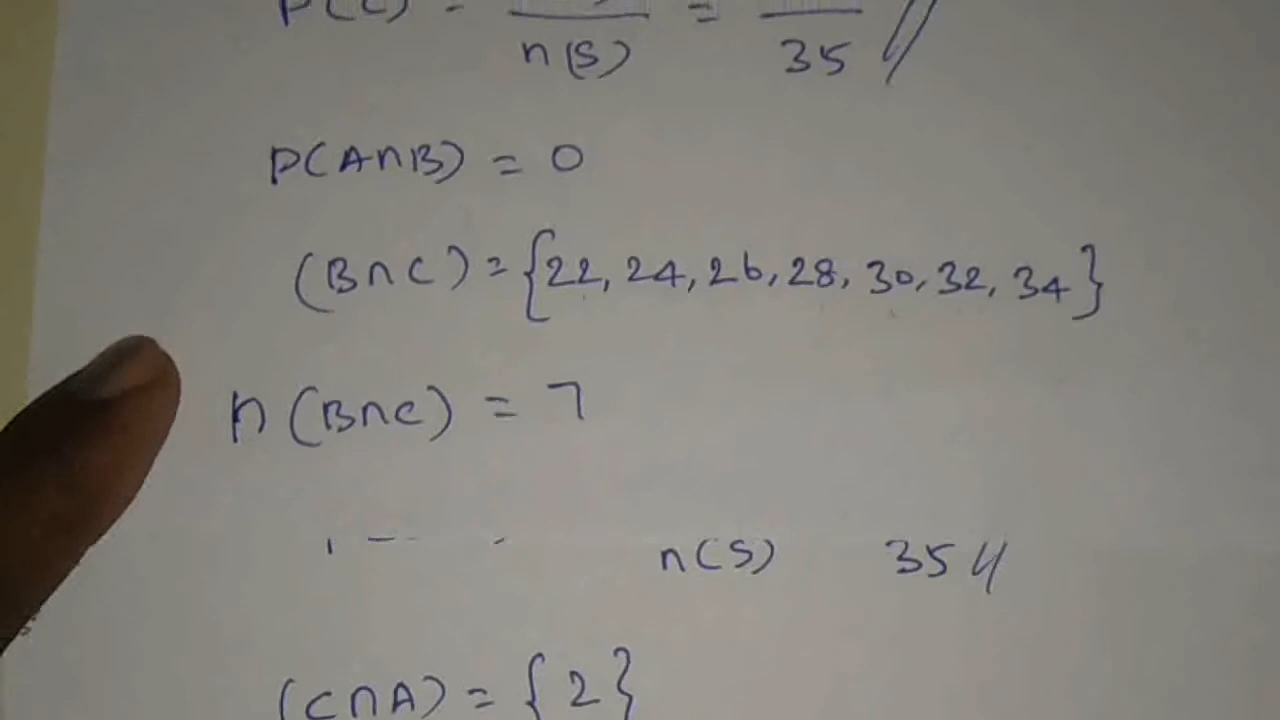 P(C) = n(S) = 35 //
P(A∩B) = 0
(B∩C) = {22, 24, 26, 28, 30, 32, 34}
n(B∩C) = 7
n(S) 35 //
(C∩A) = {2}